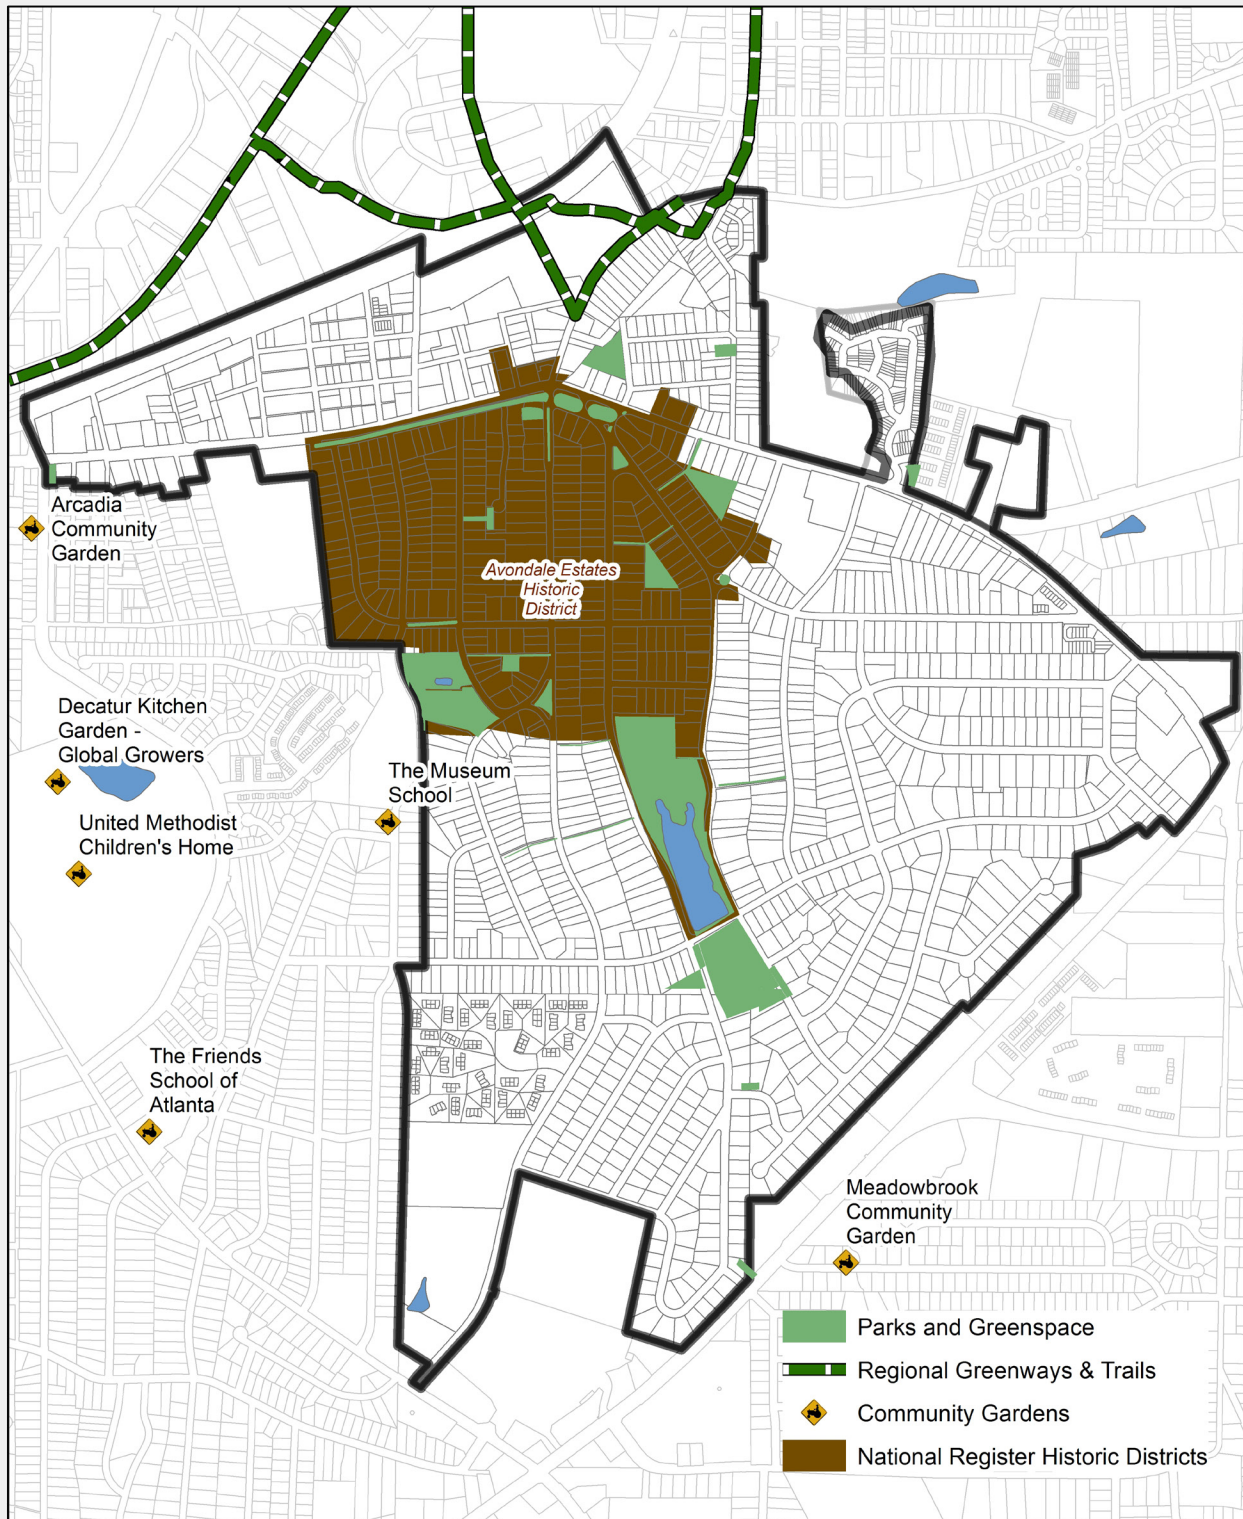 Arcadia
Community
Garden
Avondale Estates
Historic
District
Decatur Kitchen
Garden -
Global Growers
The Museum
School
United Methodist
Children's Home
The Friends
School of
Atlanta
Meadowbrook
Community
Garden
Parks and Greenspace
Regional Greenways & Trails
Community Gardens
National Register Historic Districts